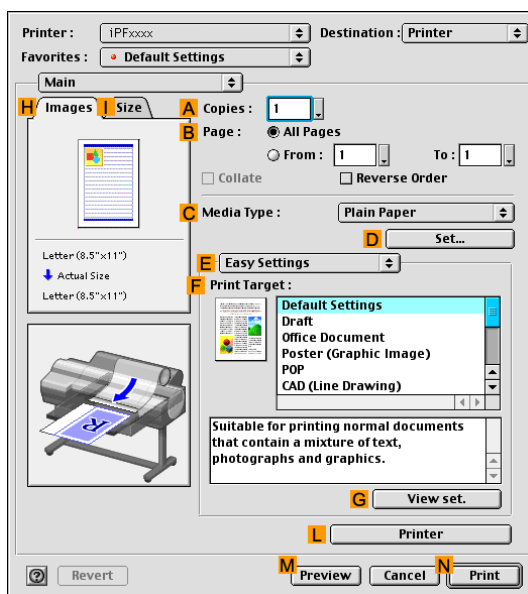 Printer : iPFxxxx Destination : Printer
Favorites : Default Settings
Main
H Images I Size
A Copies : 1
B Page : All Pages
From : 1 To : 1
Collate Reverse Order
C Media Type : Plain Paper
D Set...
Letter (8.5"x11")
Actual Size
Letter (8.5"x11")
E Easy Settings
F Print Target :
Default Settings
Draft
Office Document
Poster (Graphic Image)
POP
CAD (Line Drawing)
Suitable for printing normal documents
that contain a mixture of text,
photographs and graphics.
G View set.
L Printer
? Revert M Preview Cancel N Print
R